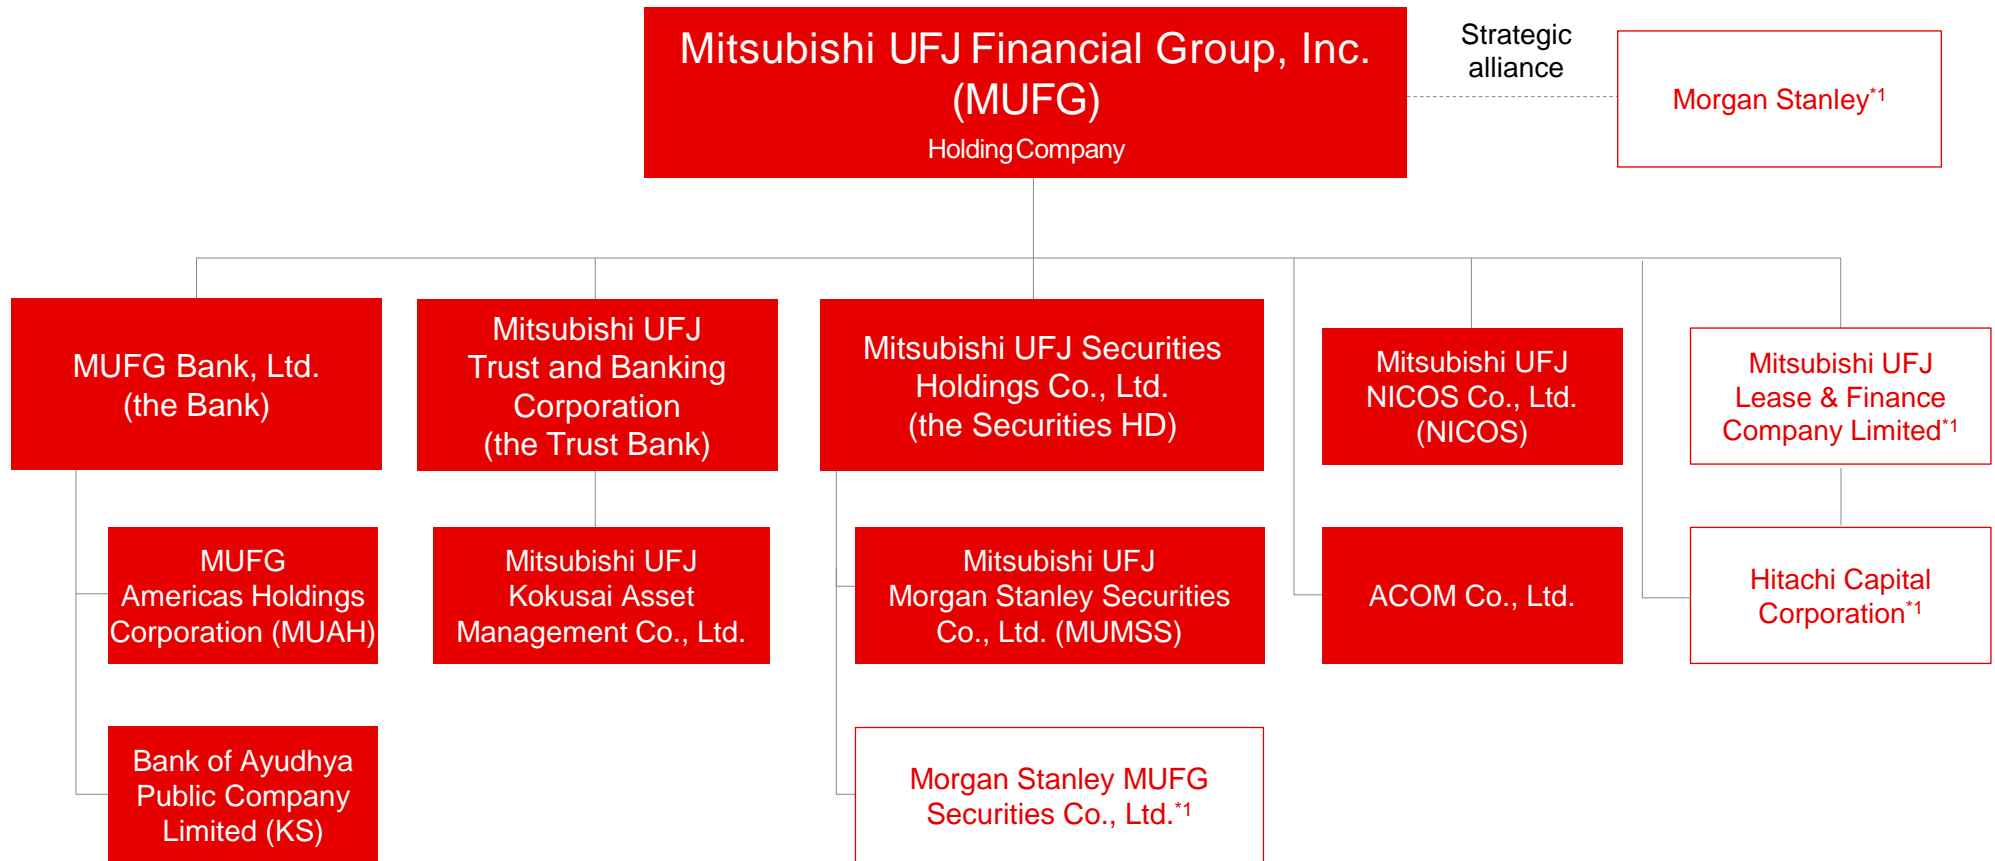 Mitsubishi UFJ Financial Group, Inc.
(MUFG)
Holding Company
Strategic
alliance
Morgan Stanley*1
MUFG Bank, Ltd.
(the Bank)
Mitsubishi UFJ
Trust and Banking
Corporation
(the Trust Bank)
Mitsubishi UFJ Securities
Holdings Co., Ltd.
(the Securities HD)
Mitsubishi UFJ
NICOS Co., Ltd.
(NICOS)
Mitsubishi UFJ
Lease & Finance
Company Limited*1
MUFG
Americas Holdings
Corporation (MUAH)
Mitsubishi UFJ
Kokusai Asset
Management Co., Ltd.
Mitsubishi UFJ
Morgan Stanley Securities
Co., Ltd. (MUMSS)
ACOM Co., Ltd.
Hitachi Capital
Corporation*1
Bank of Ayudhya
Public Company
Limited (KS)
Morgan Stanley MUFG
Securities Co., Ltd.*1